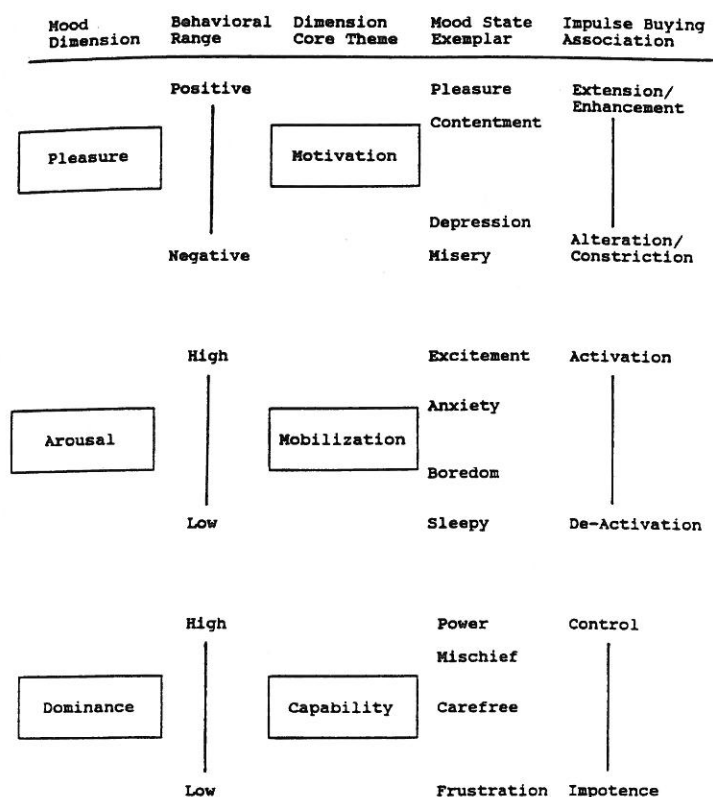 Mood Behavioral Dimension Mood State Impulse Buying
Dimension Range Core Theme Exemplar Association
Positive Pleasure Extension/
Enhancement
Contentment
Pleasure Motivation
Depression
Alteration/
Negative Misery Constriction
High Excitement Activation
Anxiety
Arousal Mobilization
Boredom
Low Sleepy De-Activation
High Power Control
Mischief
Dominance Capability Carefree
Low Frustration Impotence